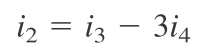 i₂ = i₃ − 3i₄